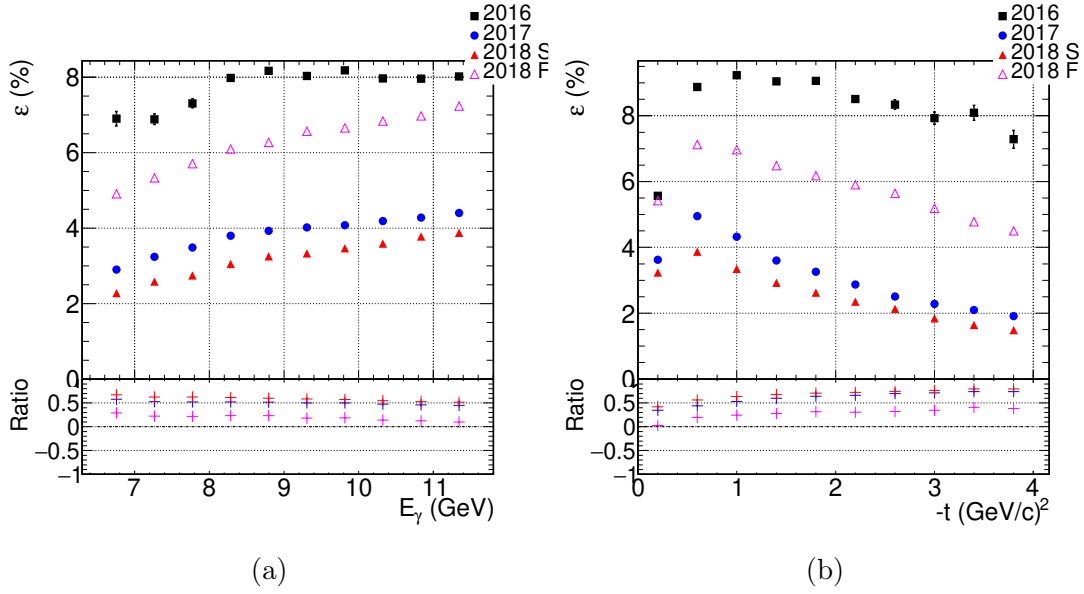 2016
2017
2018 S
2018 F
ε (%)
8
6
4
2
0
Ratio
0.5
0
−0.5
−1
7 8 9 10 11
E_γ (GeV)
(a)
2016
2017
2018 S
2018 F
ε (%)
8
6
4
2
0
Ratio
0.5
0
−0.5
−1
0 1 2 3 4
-t (GeV/c)²
(b)